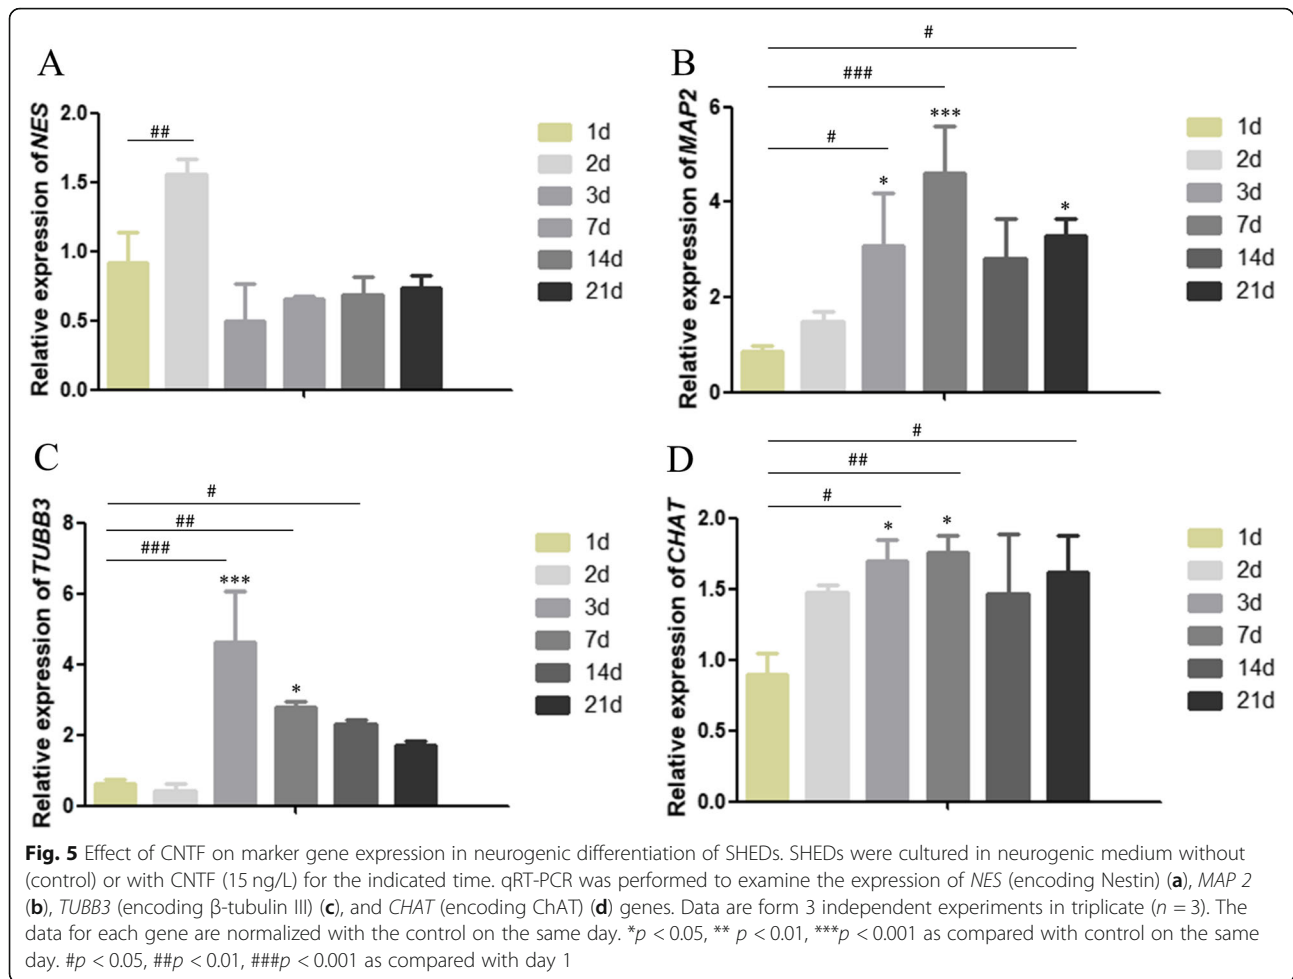 A
Relative expression of NES
2.0
1.5
1.0
0.5
0.0
##
1d
2d
3d
7d
14d
21d
B
Relative expression of MAP2
6
4
2
0
#
###
#
*
***
*
1d
2d
3d
7d
14d
21d
C
Relative expression of TUBB3
8
6
4
2
0
#
##
###
***
*
1d
2d
3d
7d
14d
21d
D
Relative expression of CHAT
2.0
1.5
1.0
0.5
0.0
#
##
#
*
*
1d
2d
3d
7d
14d
21d
Fig. 5 Effect of CNTF on marker gene expression in neurogenic differentiation of SHEDs. SHEDs were cultured in neurogenic medium without
(control) or with CNTF (15 ng/L) for the indicated time. qRT-PCR was performed to examine the expression of NES (encoding Nestin) (a), MAP 2
(b), TUBB3 (encoding β-tubulin III) (c), and CHAT (encoding ChAT) (d) genes. Data are form 3 independent experiments in triplicate (n = 3). The
data for each gene are normalized with the control on the same day. *p < 0.05, ** p < 0.01, ***p < 0.001 as compared with control on the same
day. #p < 0.05, ##p < 0.01, ###p < 0.001 as compared with day 1